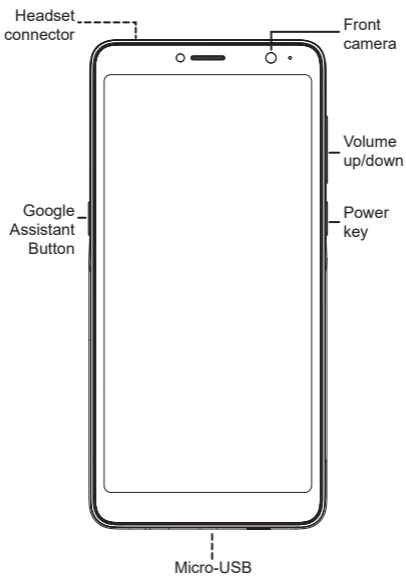 Headset
connector
Front
camera
Volume
up/down
Google
Assistant
Button
Power
key
Micro-USB